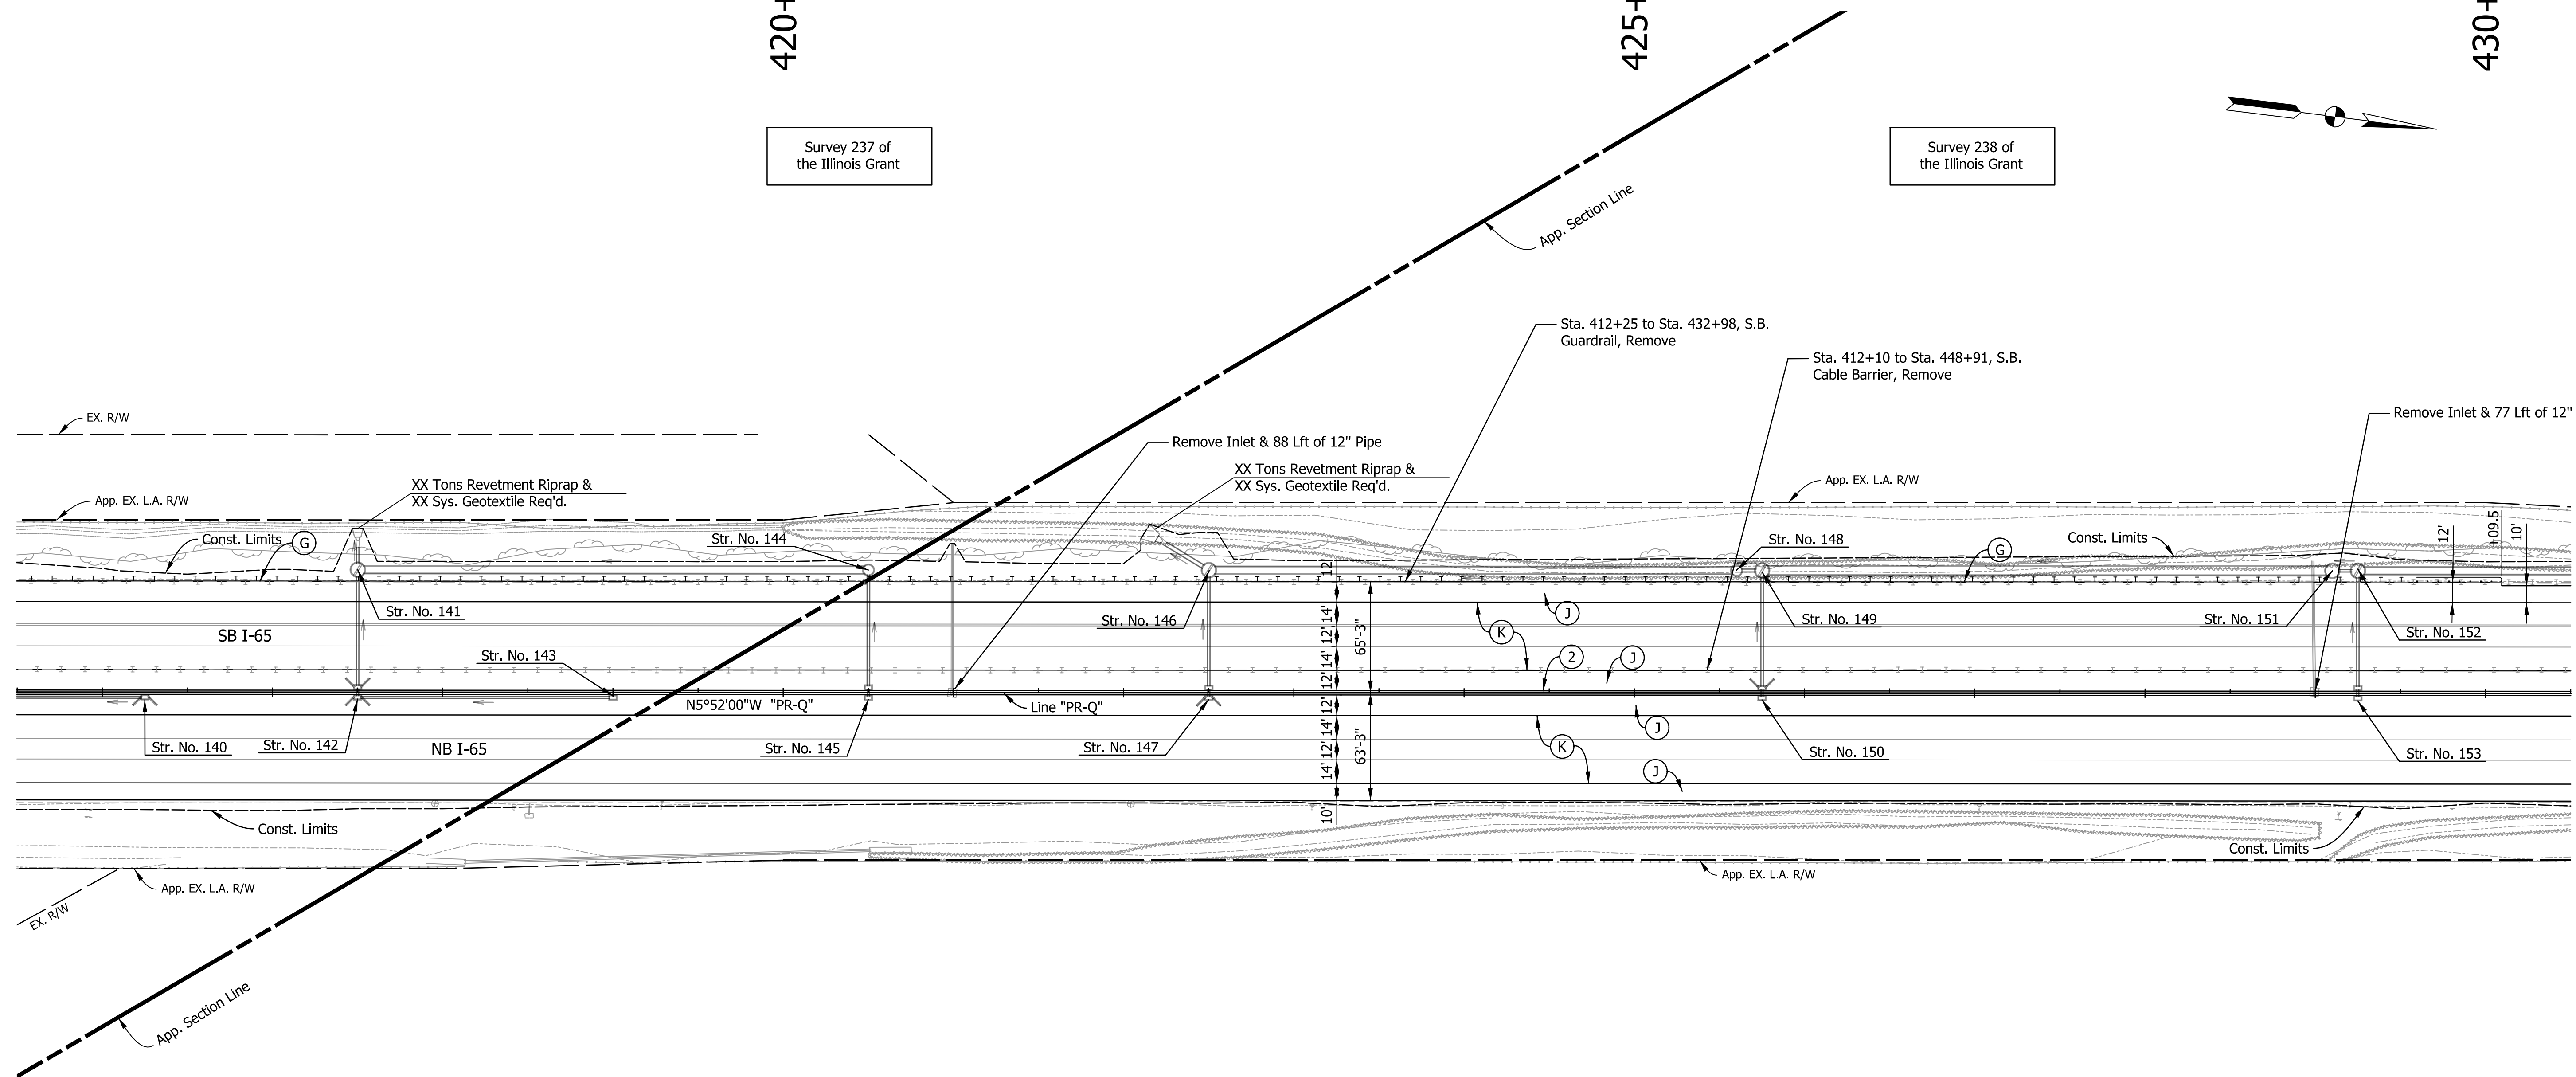 420+
425+
430+
Survey 237 of
the Illinois Grant
Survey 238 of
the Illinois Grant
App. Section Line
Sta. 412+25 to Sta. 432+98, S.B.
Guardrail, Remove
Sta. 412+10 to Sta. 448+91, S.B.
Cable Barrier, Remove
EX. R/W
Remove Inlet & 88 Lft of 12" Pipe
Remove Inlet & 77 Lft of 12"
XX Tons Revetment Riprap &
XX Sys. Geotextile Req'd.
XX Tons Revetment Riprap &
XX Sys. Geotextile Req'd.
App. EX. L.A. R/W
App. EX. L.A. R/W
Const. Limits
G
Str. No. 144
Str. No. 148
G
Const. Limits
12'
+09.5
10'
Str. No. 141
Str. No. 146
12'
14'
12'
14'
12'
65'-3"
J
K
Str. No. 149
Str. No. 151
Str. No. 152
SB I-65
Str. No. 143
2
J
N5°52'00"W "PR-Q"
Line "PR-Q"
12'
14'
12'
14'
10'
63'-3"
J
K
J
Str. No. 140
Str. No. 142
NB I-65
Str. No. 145
Str. No. 147
Str. No. 150
Str. No. 153
Const. Limits
Const. Limits
App. EX. L.A. R/W
App. EX. L.A. R/W
EX. R/W
App. Section Line